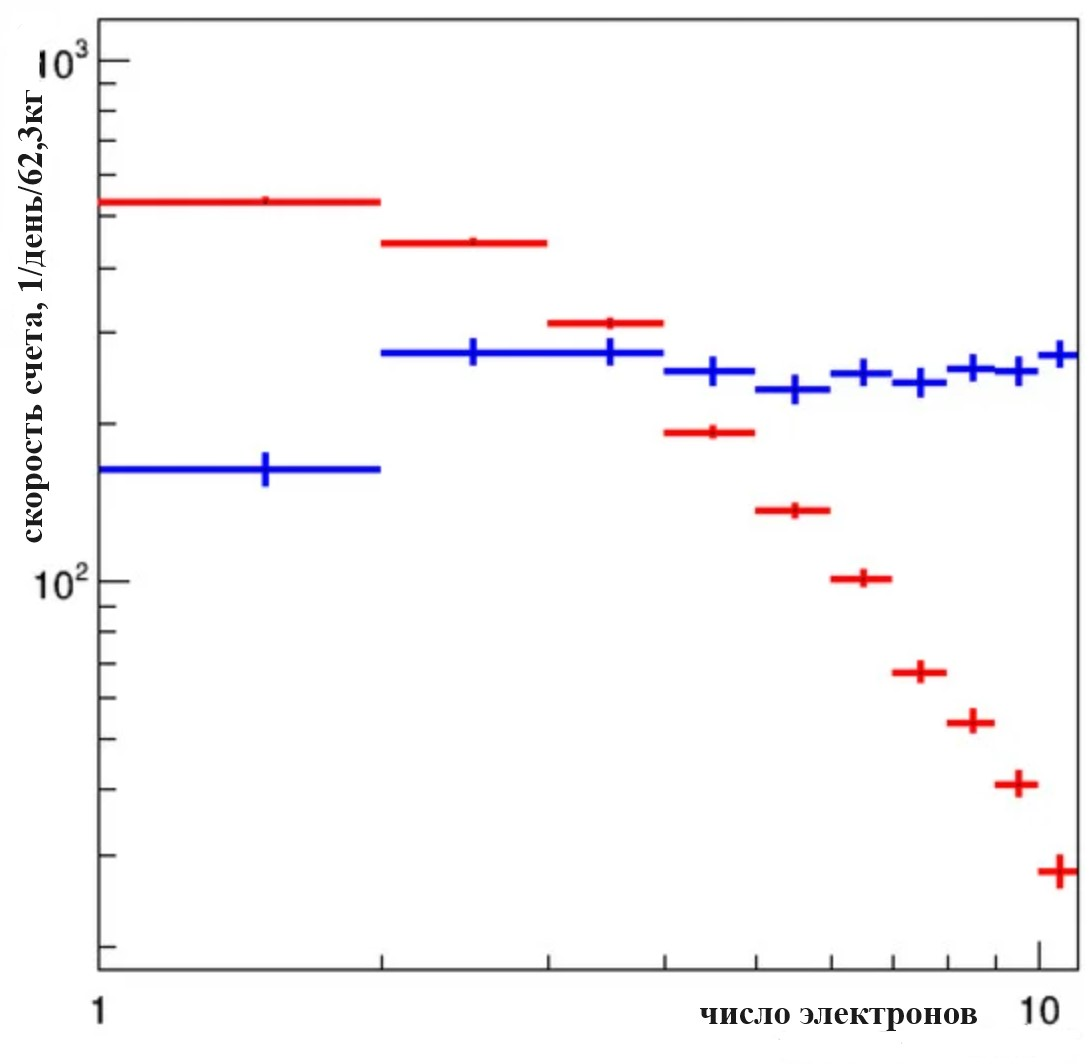 10³
скорость счета, 1/день/62,3кг
10²
1
число электронов 10